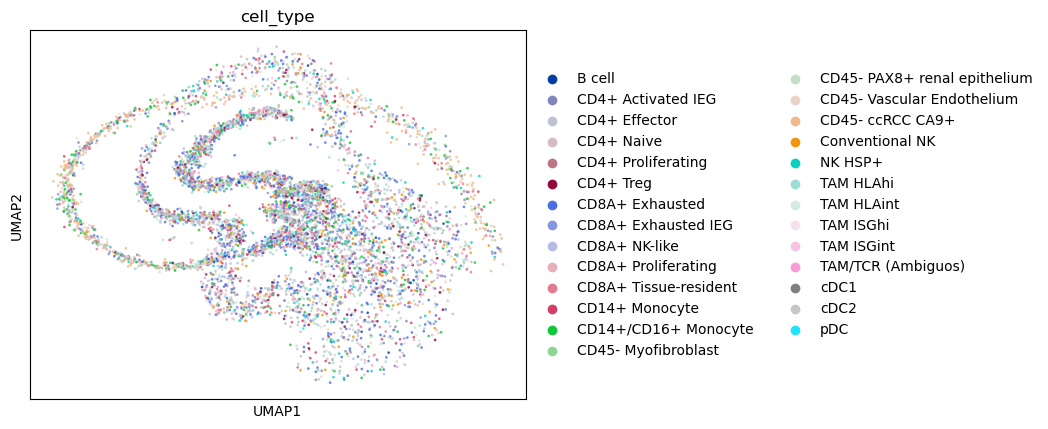 cell_type
UMAP2
UMAP1
B cell
CD4+ Activated IEG
CD4+ Effector
CD4+ Naive
CD4+ Proliferating
CD4+ Treg
CD8A+ Exhausted
CD8A+ Exhausted IEG
CD8A+ NK-like
CD8A+ Proliferating
CD8A+ Tissue-resident
CD14+ Monocyte
CD14+/CD16+ Monocyte
CD45- Myofibroblast
CD45- PAX8+ renal epithelium
CD45- Vascular Endothelium
CD45- ccRCC CA9+
Conventional NK
NK HSP+
TAM HLAhi
TAM HLAint
TAM ISGhi
TAM ISGint
TAM/TCR (Ambiguos)
cDC1
cDC2
pDC